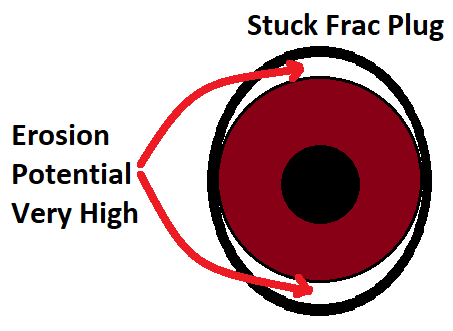 Stuck Frac Plug
Erosion
Potential
Very High